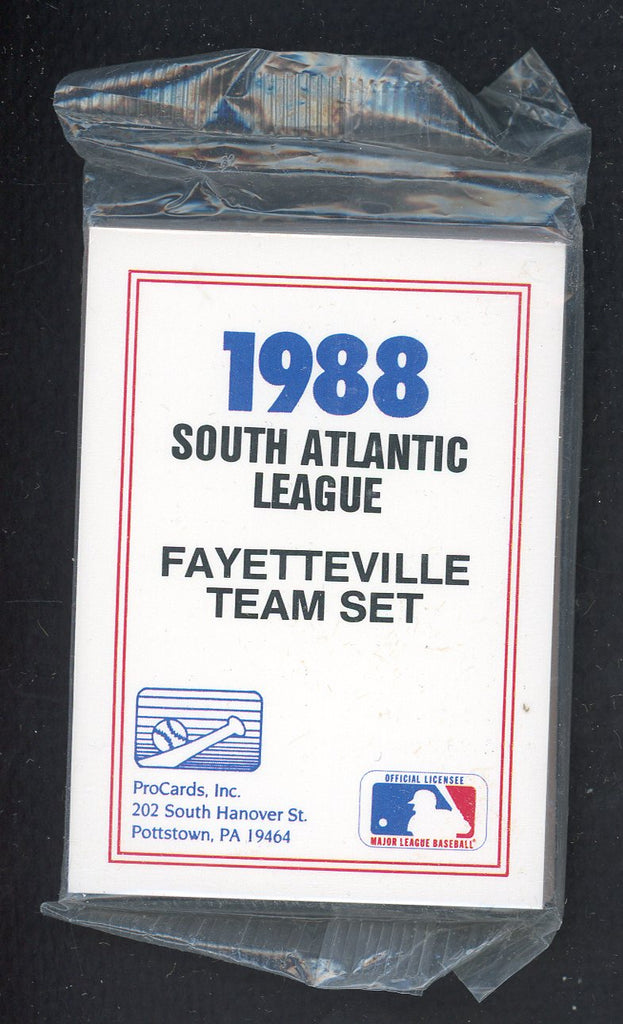 1988
SOUTH ATLANTIC
LEAGUE
FAYETTEVILLE
TEAM SET
ProCards, Inc.
202 South Hanover St.
Pottstown, PA 19464
OFFICIAL LICENSEE
MAJOR LEAGUE BASEBALL®